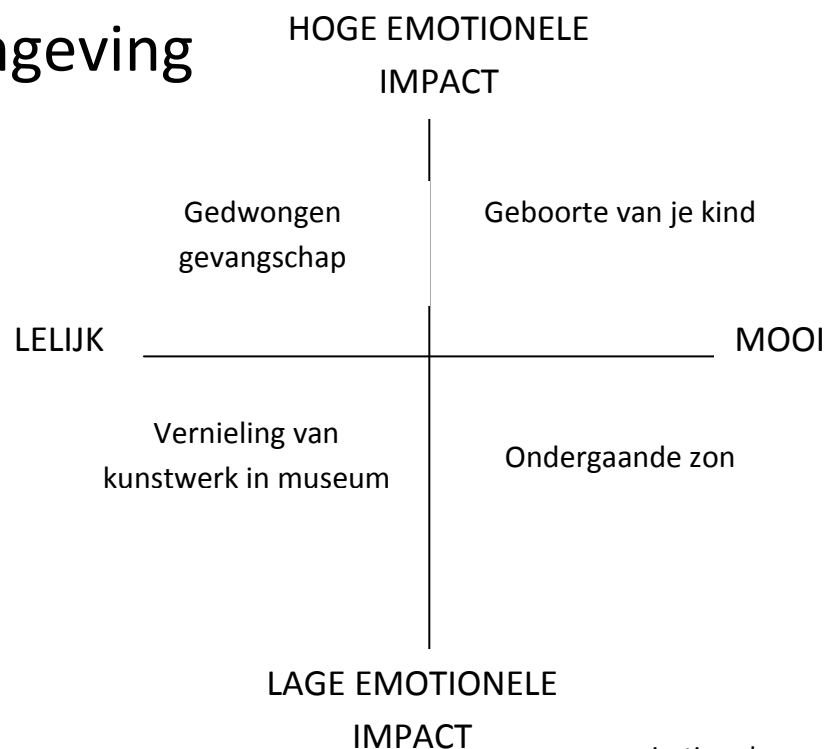 ngeving
HOGE EMOTIONELE
IMPACT
Gedwongen
gevangschap
Geboorte van je kind
LELIJK
MOOI
Vernieling van
kunstwerk in museum
Ondergaande zon
LAGE EMOTIONELE
IMPACT